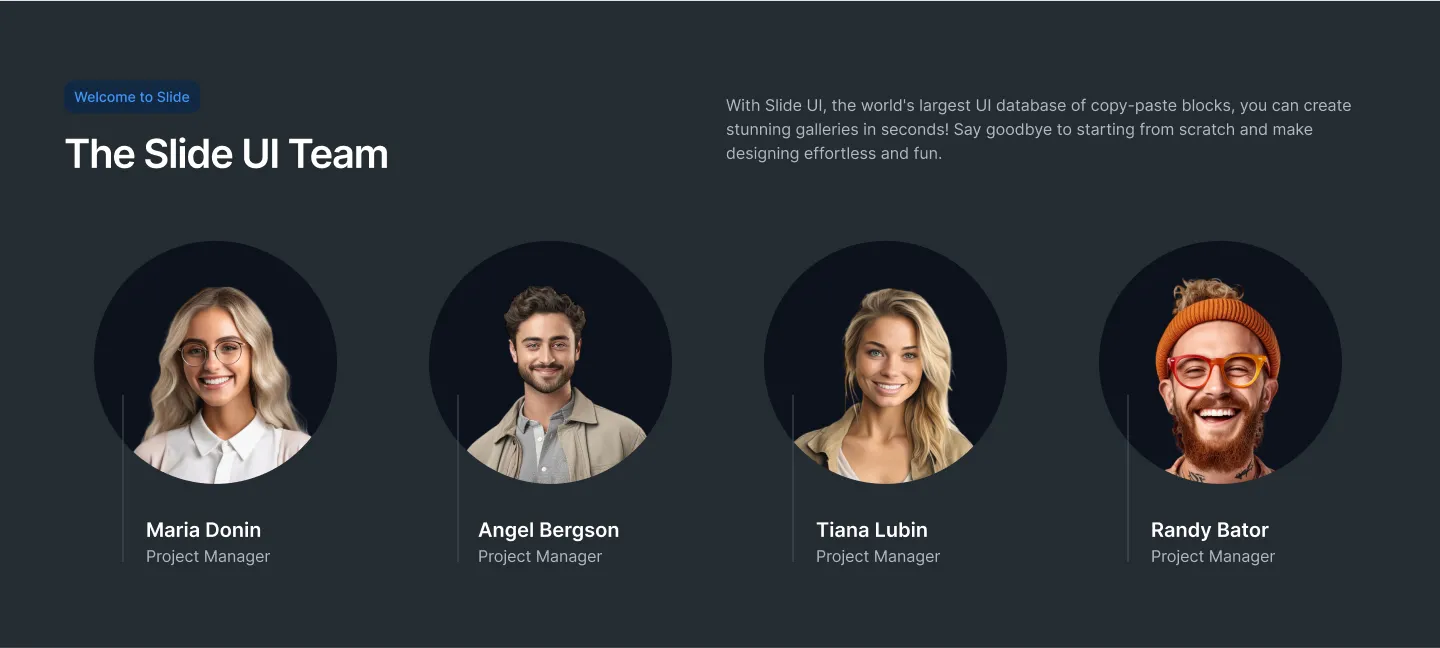 Welcome to Slide
The Slide UI Team
With Slide UI, the world's largest UI database of copy-paste blocks, you can create
stunning galleries in seconds! Say goodbye to starting from scratch and make
designing effortless and fun.
Maria Donin
Project Manager
Angel Bergson
Project Manager
Tiana Lubin
Project Manager
Randy Bator
Project Manager